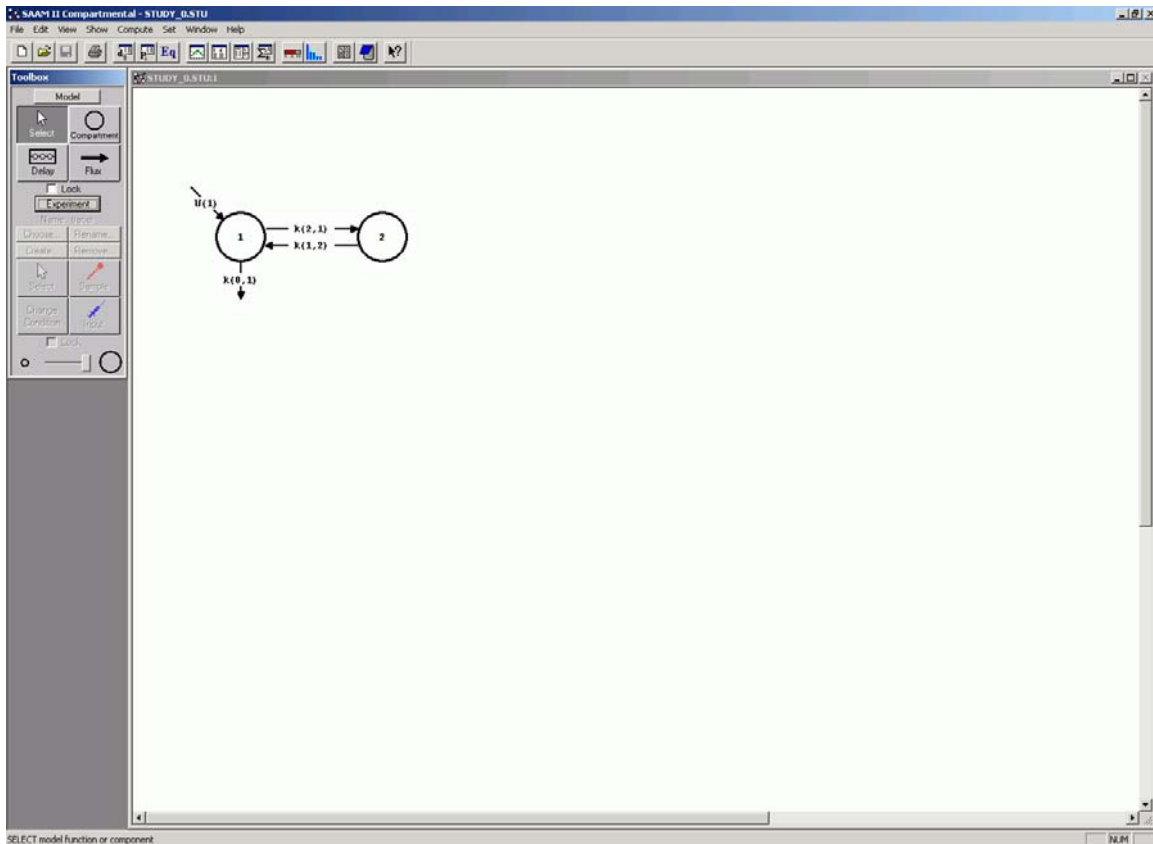 SAAM II Compartmental - STUDY_0.STU
File Edit View Show Compute Set Window Help
Eq
Toolbox
STUDY_0.STU:1
Model
Select Compartment
Delay Flux
Lock
Experiment
Choose... Rename...
Create... Remove...
Select Sample
Change Condition Input
Lock
U(1)
1 k(2,1) 2
k(1,2)
k(0,1)
SELECT model function or component
NUM